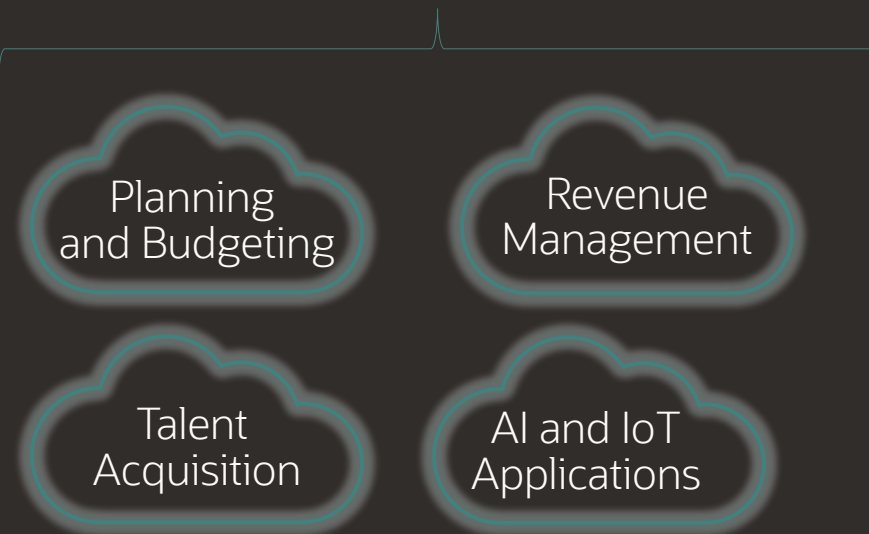 Planning
and Budgeting
Revenue
Management
Talent
Acquisition
AI and IoT
Applications